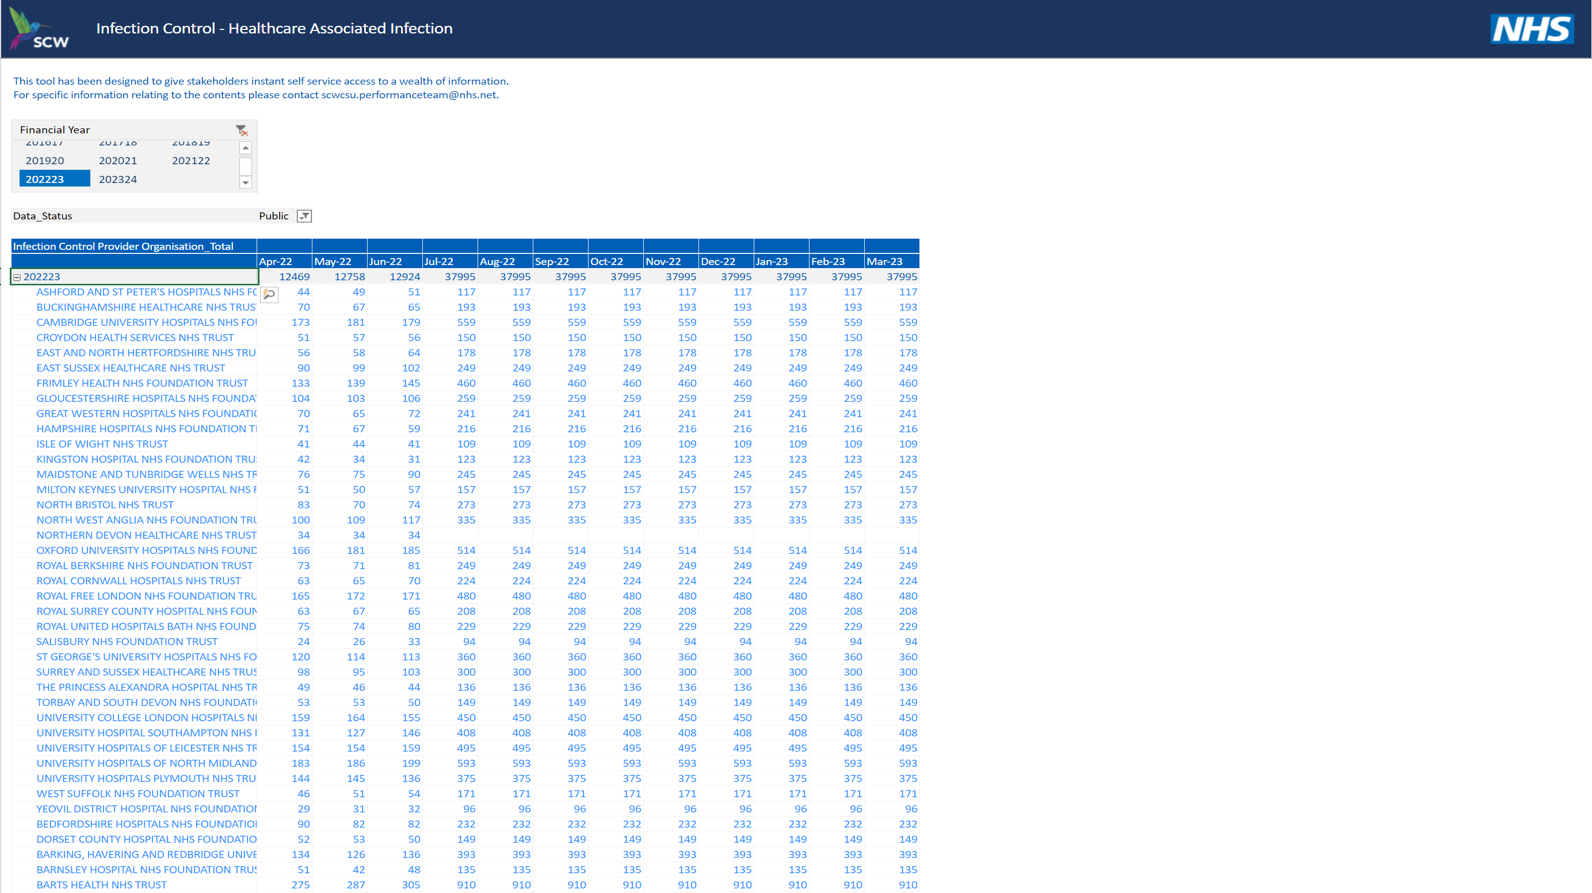 SCW
Infection Control - Healthcare Associated Infection
NHS
This tool has been designed to give stakeholders instant self service access to a wealth of information.
For specific information relating to the contents please contact scwcsu.performanceteam@nhs.net.
Financial Year
201617 201718 201819
201920 202021 202122
202223 202324
Data_Status Public
Infection Control Provider Organisation_Total
Apr-22 May-22 Jun-22 Jul-22 Aug-22 Sep-22 Oct-22 Nov-22 Dec-22 Jan-23 Feb-23 Mar-23
202223 12469 12758 12924 37995 37995 37995 37995 37995 37995 37995 37995 37995
ASHFORD AND ST PETER'S HOSPITALS NHS FC 44 49 51 117 117 117 117 117 117 117 117 117
BUCKINGHAMSHIRE HEALTHCARE NHS TRUS 70 67 65 193 193 193 193 193 193 193 193 193
CAMBRIDGE UNIVERSITY HOSPITALS NHS FOU 173 181 179 559 559 559 559 559 559 559 559 559
CROYDON HEALTH SERVICES NHS TRUST 51 57 56 150 150 150 150 150 150 150 150 150
EAST AND NORTH HERTFORDSHIRE NHS TRU 56 58 64 178 178 178 178 178 178 178 178 178
EAST SUSSEX HEALTHCARE NHS TRUST 90 99 102 249 249 249 249 249 249 249 249 249
FRIMLEY HEALTH NHS FOUNDATION TRUST 133 139 145 460 460 460 460 460 460 460 460 460
GLOUCESTERSHIRE HOSPITALS NHS FOUNDA 104 103 106 259 259 259 259 259 259 259 259 259
GREAT WESTERN HOSPITALS NHS FOUNDATIO 70 65 72 241 241 241 241 241 241 241 241 241
HAMPSHIRE HOSPITALS NHS FOUNDATION T 71 67 59 216 216 216 216 216 216 216 216 216
ISLE OF WIGHT NHS TRUST 41 44 41 109 109 109 109 109 109 109 109 109
KINGSTON HOSPITAL NHS FOUNDATION TRU 42 34 31 123 123 123 123 123 123 123 123 123
MAIDSTONE AND TUNBRIDGE WELLS NHS TR 76 75 90 245 245 245 245 245 245 245 245 245
MILTON KEYNES UNIVERSITY HOSPITAL NHS F 51 50 57 157 157 157 157 157 157 157 157 157
NORTH BRISTOL NHS TRUST 83 70 74 273 273 273 273 273 273 273 273 273
NORTH WEST ANGLIA NHS FOUNDATION TRU 100 109 117 335 335 335 335 335 335 335 335 335
NORTHERN DEVON HEALTHCARE NHS TRUST 34 34 34
OXFORD UNIVERSITY HOSPITALS NHS FOUND 166 181 185 514 514 514 514 514 514 514 514 514
ROYAL BERKSHIRE NHS FOUNDATION TRUST 73 71 81 249 249 249 249 249 249 249 249 249
ROYAL CORNWALL HOSPITALS NHS TRUST 63 65 70 224 224 224 224 224 224 224 224 224
ROYAL FREE LONDON NHS FOUNDATION TRU 165 172 171 480 480 480 480 480 480 480 480 480
ROYAL SURREY COUNTY HOSPITAL NHS FOUN 63 67 65 208 208 208 208 208 208 208 208 208
ROYAL UNITED HOSPITALS BATH NHS FOUND 75 74 80 229 229 229 229 229 229 229 229 229
SALISBURY NHS FOUNDATION TRUST 24 26 33 94 94 94 94 94 94 94 94 94
ST GEORGE'S UNIVERSITY HOSPITALS NHS FO 120 114 113 360 360 360 360 360 360 360 360 360
SURREY AND SUSSEX HEALTHCARE NHS TRUS 98 95 103 300 300 300 300 300 300 300 300 300
THE PRINCESS ALEXANDRA HOSPITAL NHS TR 49 46 44 136 136 136 136 136 136 136 136 136
TORBAY AND SOUTH DEVON NHS FOUNDATI 53 53 50 149 149 149 149 149 149 149 149 149
UNIVERSITY COLLEGE LONDON HOSPITALS N 159 164 155 450 450 450 450 450 450 450 450 450
UNIVERSITY HOSPITAL SOUTHAMPTON NHS F 131 127 146 408 408 408 408 408 408 408 408 408
UNIVERSITY HOSPITALS OF LEICESTER NHS TR 154 154 159 495 495 495 495 495 495 495 495 495
UNIVERSITY HOSPITALS OF NORTH MIDLAND 183 186 199 593 593 593 593 593 593 593 593 593
UNIVERSITY HOSPITALS PLYMOUTH NHS TRU 144 145 136 375 375 375 375 375 375 375 375 375
WEST SUFFOLK NHS FOUNDATION TRUST 46 51 54 171 171 171 171 171 171 171 171 171
YEOVIL DISTRICT HOSPITAL NHS FOUNDATION 29 31 32 96 96 96 96 96 96 96 96 96
BEDFORDSHIRE HOSPITALS NHS FOUNDATIO 90 82 82 232 232 232 232 232 232 232 232 232
DORSET COUNTY HOSPITAL NHS FOUNDATIO 52 53 50 149 149 149 149 149 149 149 149 149
BARKING, HAVERING AND REDBRIDGE UNIVE 134 126 136 393 393 393 393 393 393 393 393 393
BARNSLEY HOSPITAL NHS FOUNDATION TRUS 51 42 48 135 135 135 135 135 135 135 135 135
BARTS HEALTH NHS TRUST 275 287 305 910 910 910 910 910 910 910 910 910